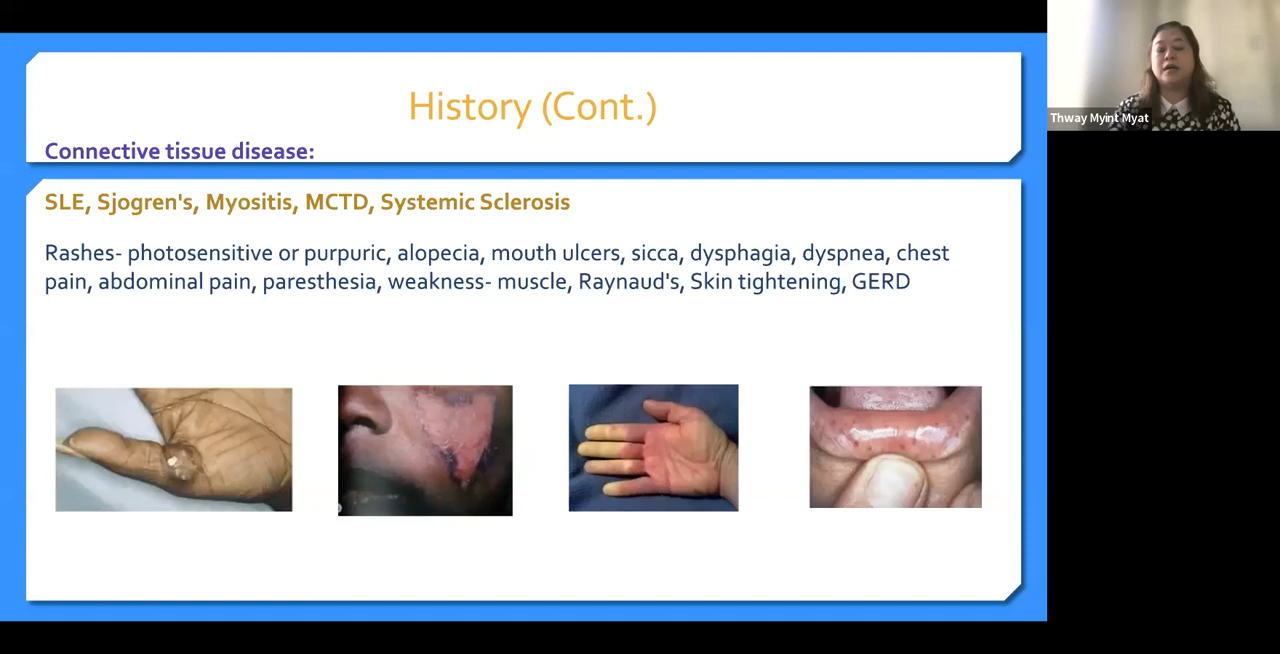 History (Cont.)
Connective tissue disease:
SLE, Sjogren's, Myositis, MCTD, Systemic Sclerosis
Rashes- photosensitive or purpuric, alopecia, mouth ulcers, sicca, dysphagia, dyspnea, chest
pain, abdominal pain, paresthesia, weakness- muscle, Raynaud's, Skin tightening, GERD
Thway Myint Myat